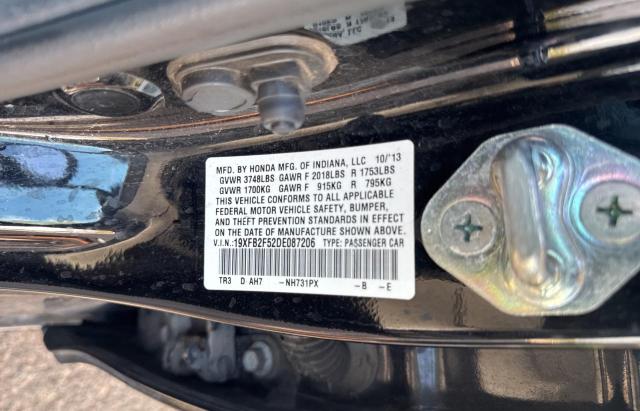 MFD. BY HONDA MFG. OF INDIANA, LLC 10/13
GVWR 3748LBS GAWR F 2018LBS R 1753LBS
GVWR 1700KG GAWR F 915KG R 795KG
THIS VEHICLE CONFORMS TO ALL APPLICABLE
FEDERAL MOTOR VEHICLE SAFETY, BUMPER,
AND THEFT PREVENTION STANDARDS IN EFFECT
ON THE DATE OF MANUFACTURE SHOWN ABOVE.
V.I.N.:19XFB2F52DE087206 TYPE: PASSENGER CAR
TR3 D AH7 -NH731PX -B -E